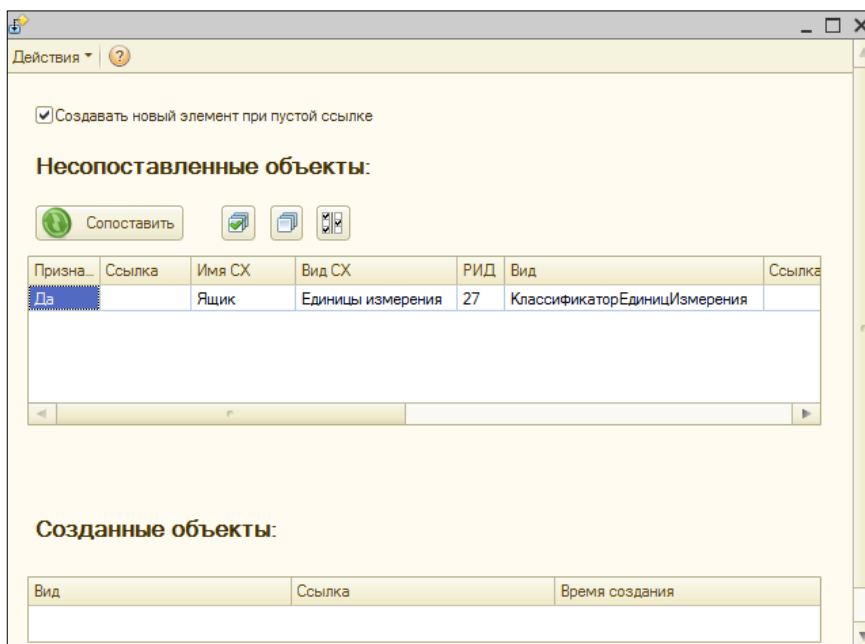 Действия
Создавать новый элемент при пустой ссылке
Несопоставленные объекты:
Сопоставить
Призна... Ссылка Имя СХ Вид СХ РИД Вид Ссылка
Да Ящик Единицы измерения 27 КлассификаторЕдиницИзмерения
Созданные объекты:
Вид Ссылка Время создания